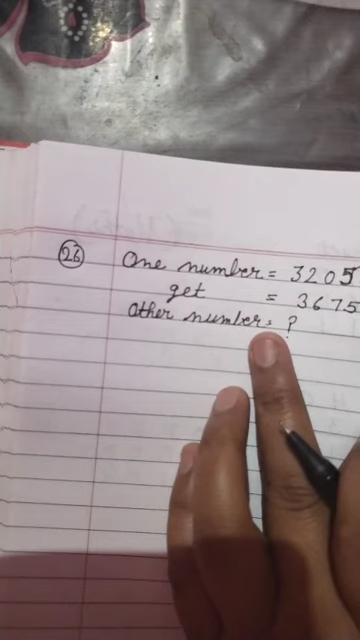 26 One number = 3205
get = 3675
Other number = ?